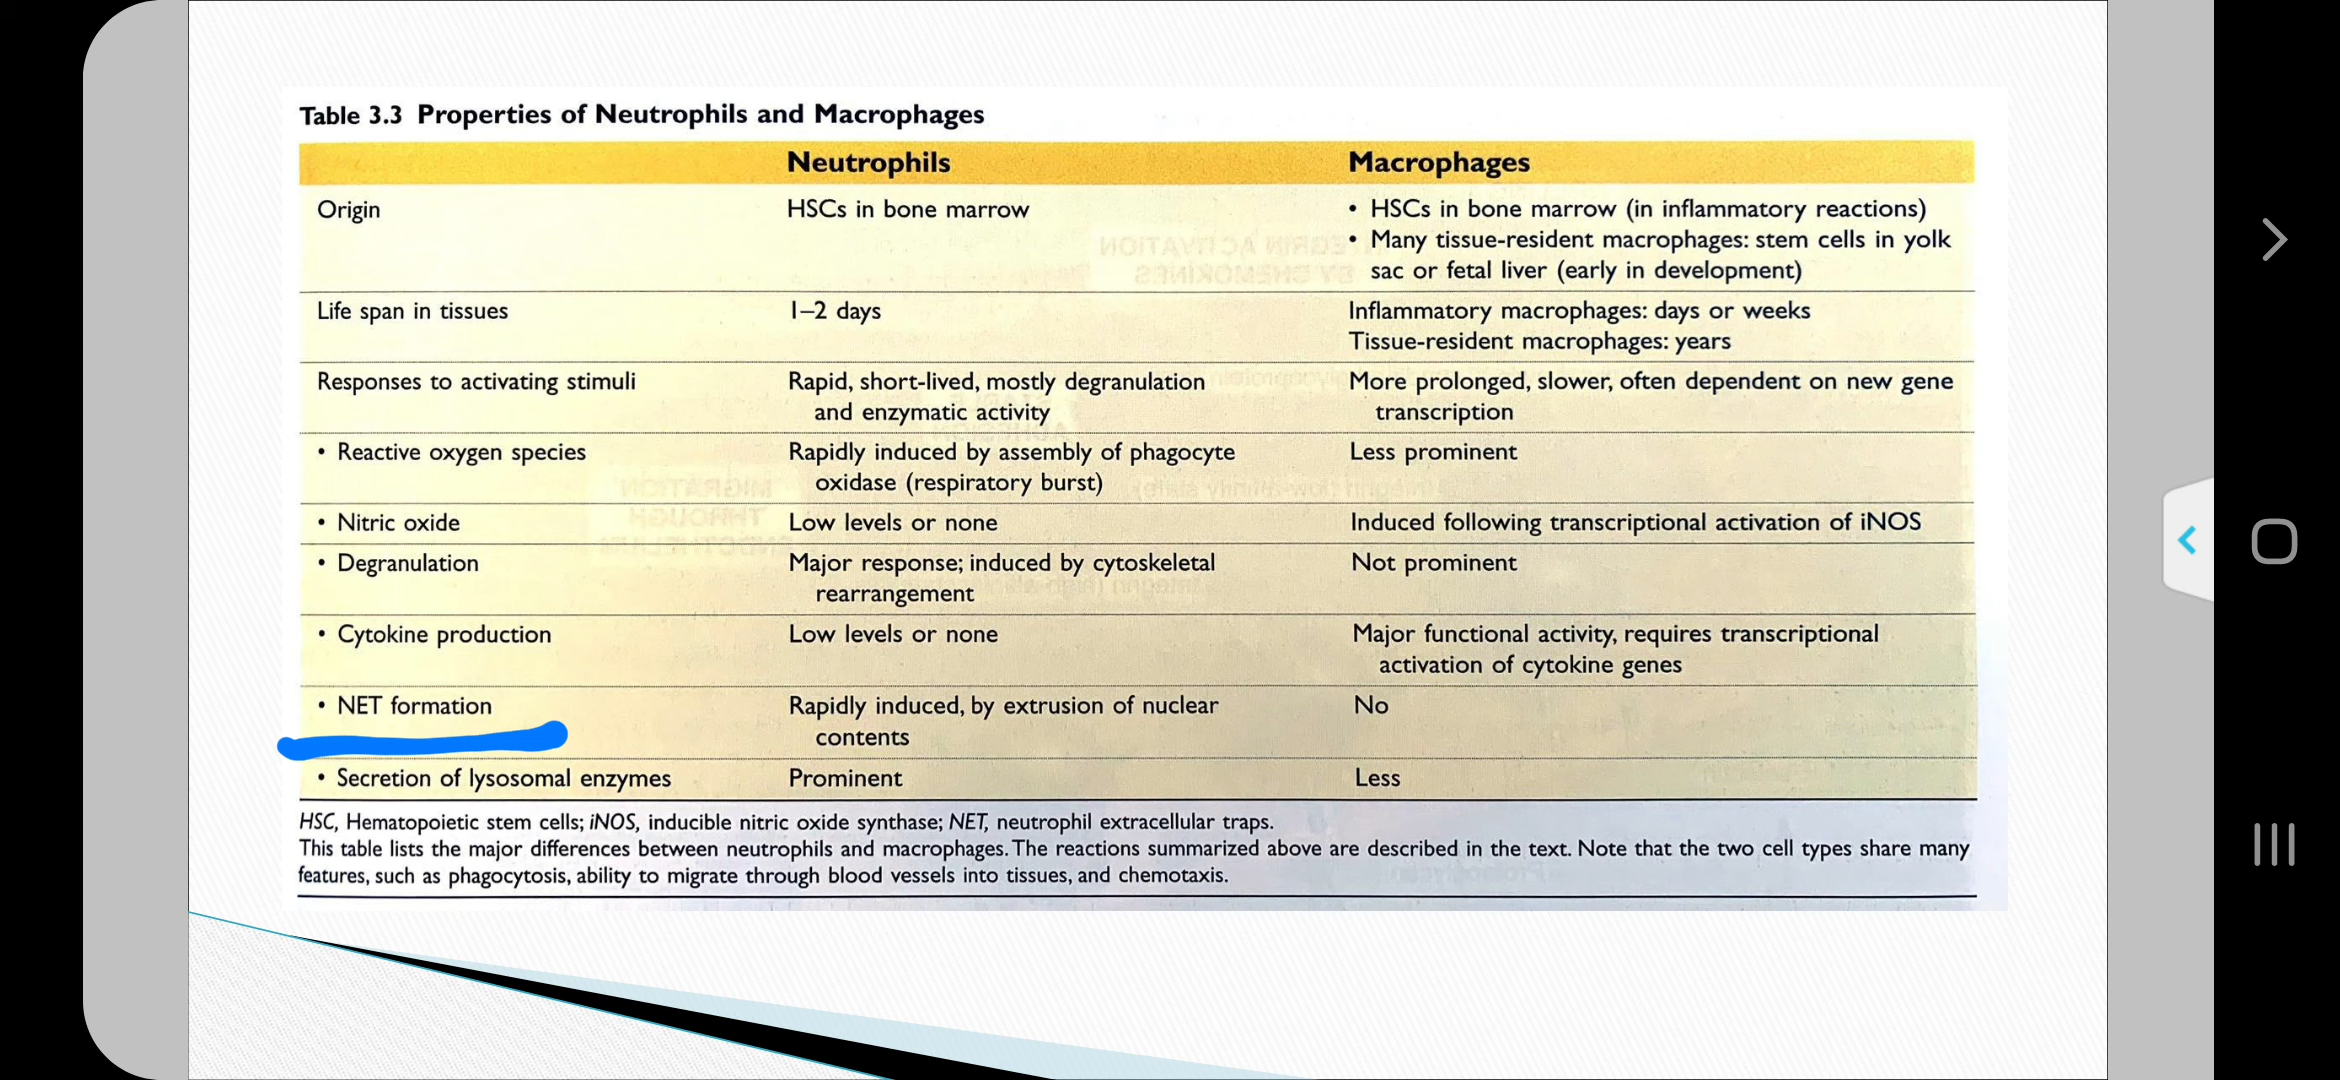 Table 3.3 Properties of Neutrophils and Macrophages
Neutrophils Macrophages
Origin HSCs in bone marrow • HSCs in bone marrow (in inflammatory reactions)
• Many tissue-resident macrophages: stem cells in yolk
sac or fetal liver (early in development)
Life span in tissues 1–2 days Inflammatory macrophages: days or weeks
Tissue-resident macrophages: years
Responses to activating stimuli Rapid, short-lived, mostly degranulation More prolonged, slower, often dependent on new gene
and enzymatic activity transcription
• Reactive oxygen species Rapidly induced by assembly of phagocyte Less prominent
oxidase (respiratory burst)
• Nitric oxide Low levels or none Induced following transcriptional activation of iNOS
• Degranulation Major response; induced by cytoskeletal Not prominent
rearrangement
• Cytokine production Low levels or none Major functional activity, requires transcriptional
activation of cytokine genes
• NET formation Rapidly induced, by extrusion of nuclear No
contents
• Secretion of lysosomal enzymes Prominent Less
HSC, Hematopoietic stem cells; iNOS, inducible nitric oxide synthase; NET, neutrophil extracellular traps.
This table lists the major differences between neutrophils and macrophages. The reactions summarized above are described in the text. Note that the two cell types share many
features, such as phagocytosis, ability to migrate through blood vessels into tissues, and chemotaxis.